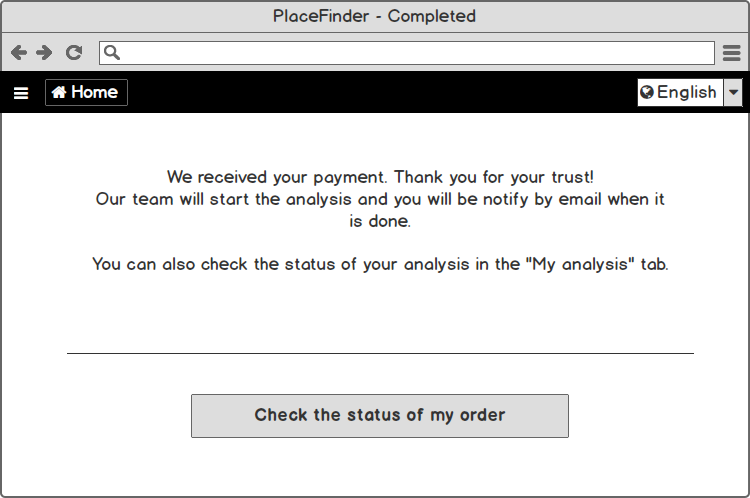 PlaceFinder - Completed
Home
English
We received your payment. Thank you for your trust!
Our team will start the analysis and you will be notify by email when it
is done.
You can also check the status of your analysis in the "My analysis" tab.
Check the status of my order